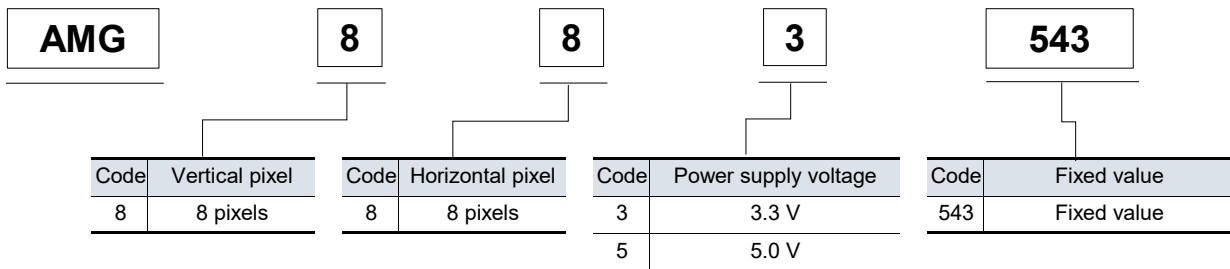 AMG 8 8 3 543
Code Vertical pixel Code Horizontal pixel Code Power supply voltage Code Fixed value
8 8 pixels 8 8 pixels 3 3.3 V 543 Fixed value
5 5.0 V